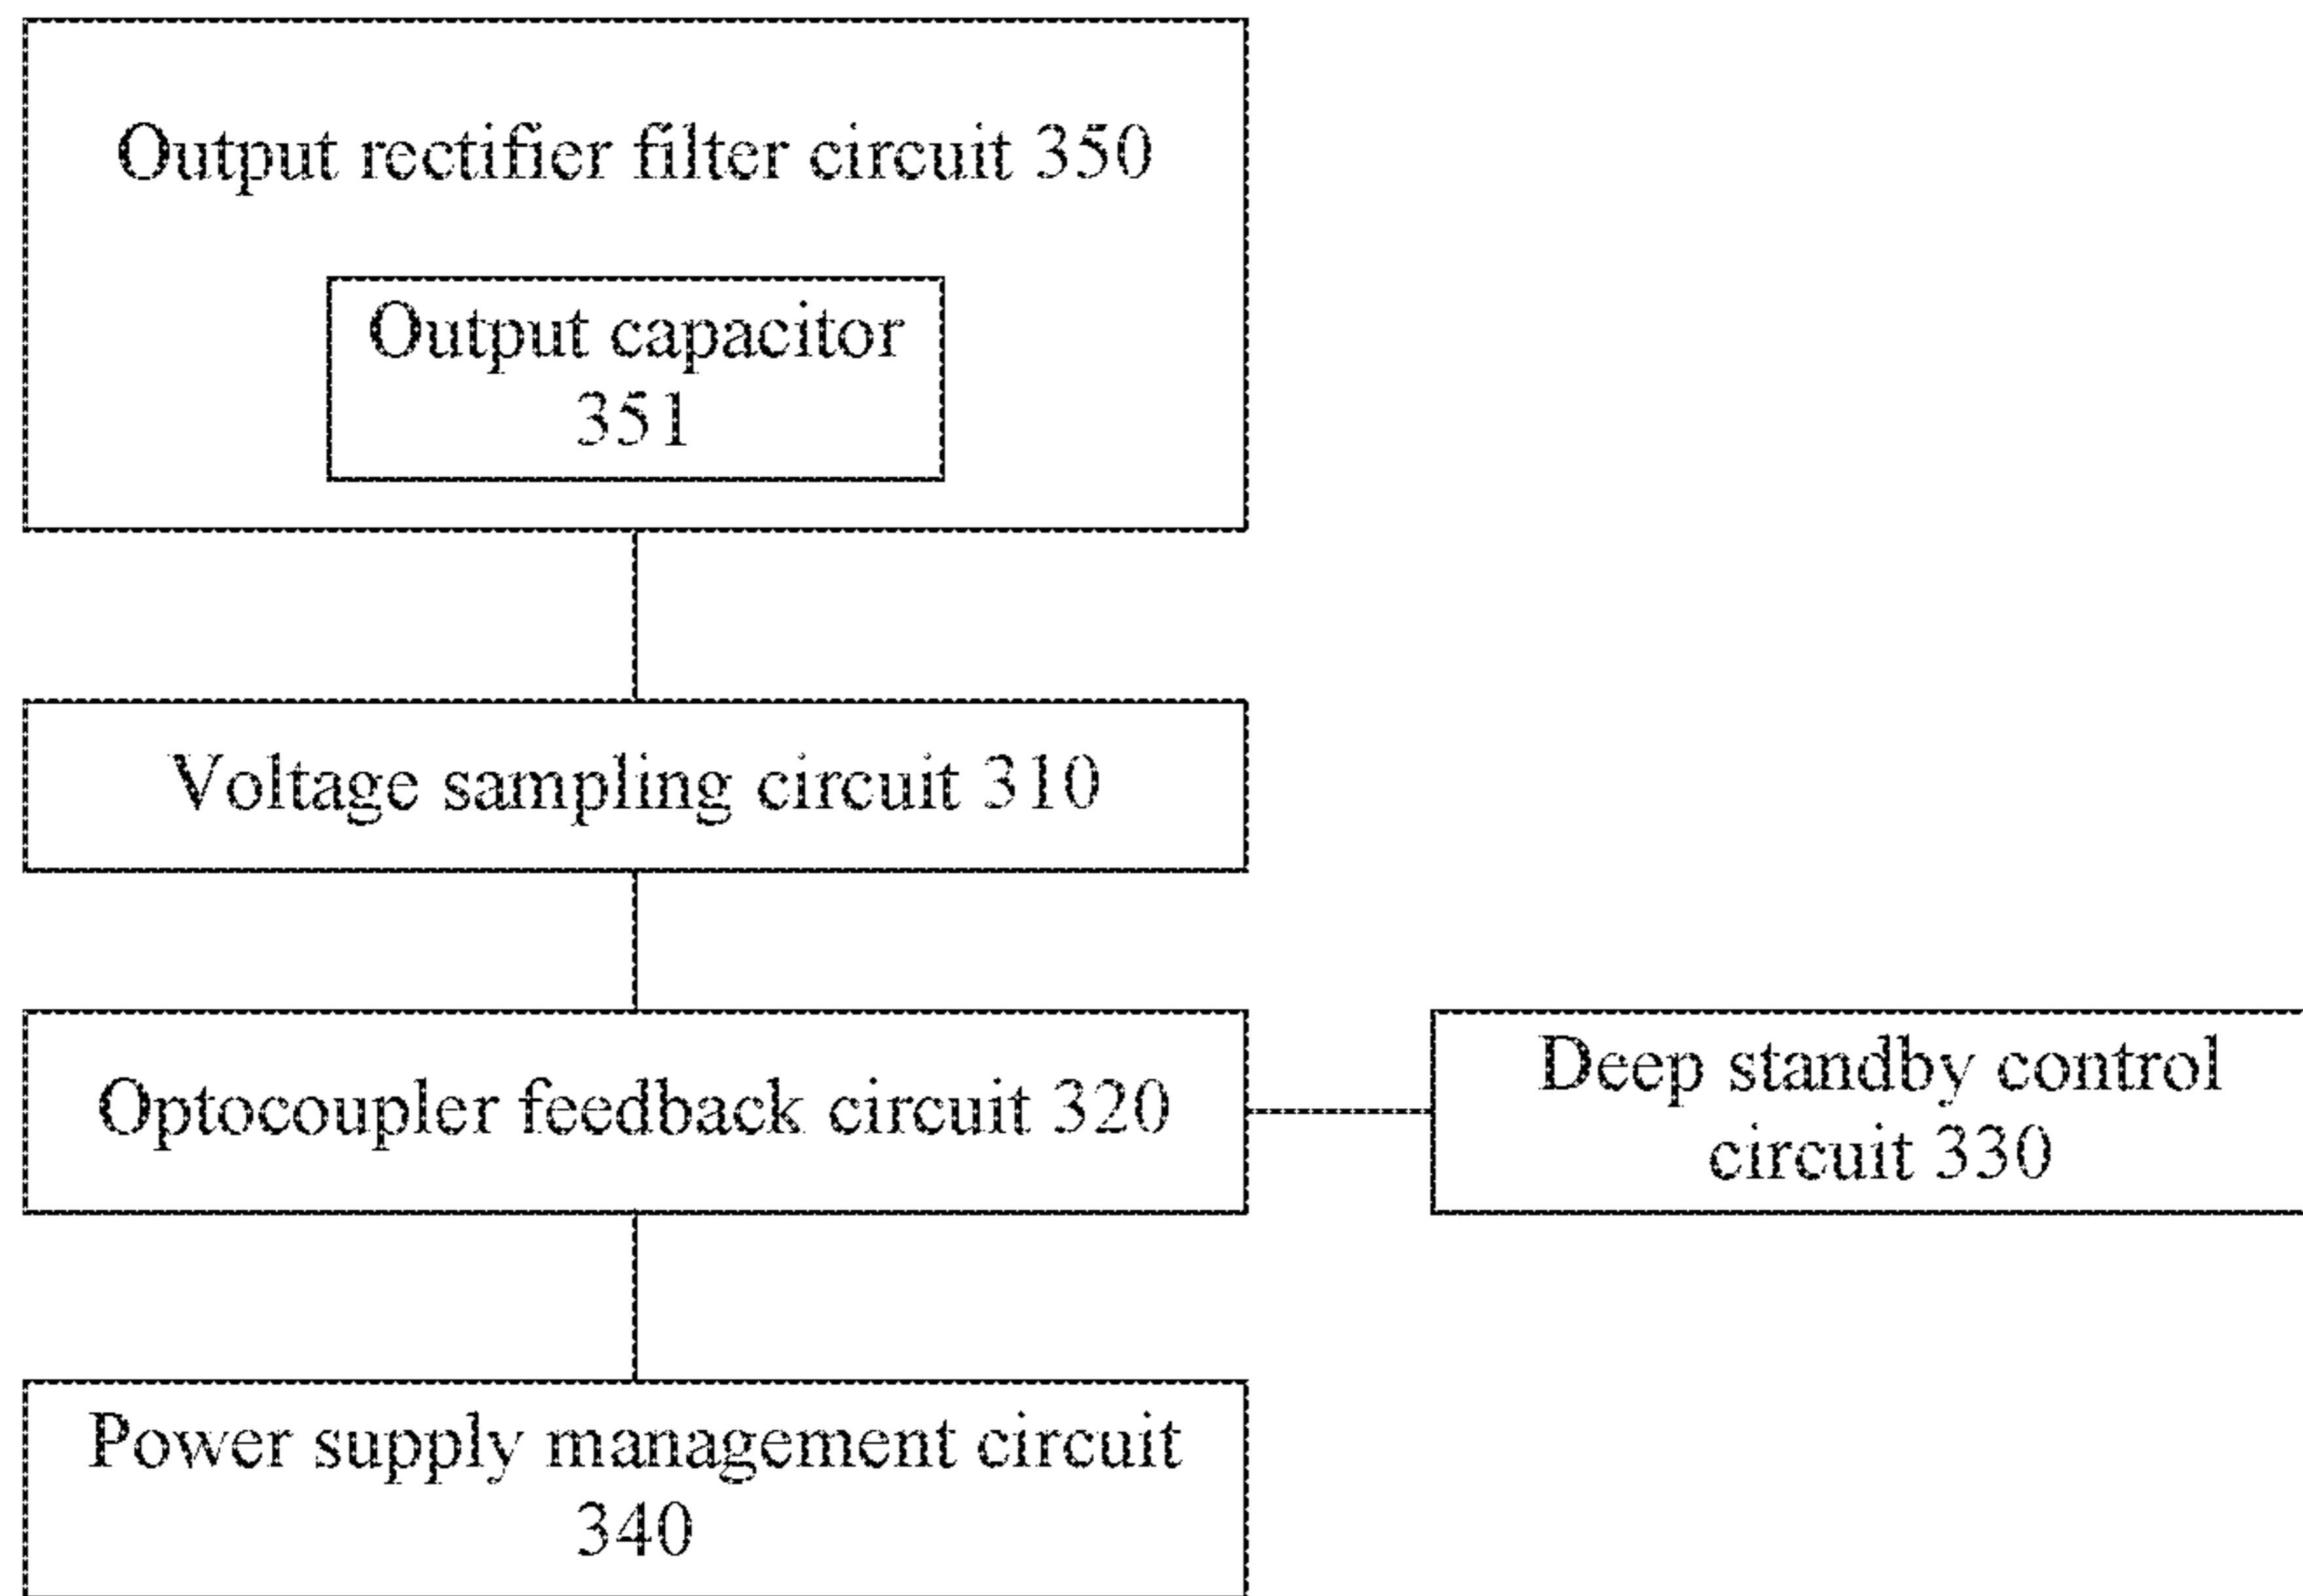 Output rectifier filter circuit 350
Output capacitor
351
Voltage sampling circuit 310
Optocoupler feedback circuit 320
Deep standby control
circuit 330
Power supply management circuit
340